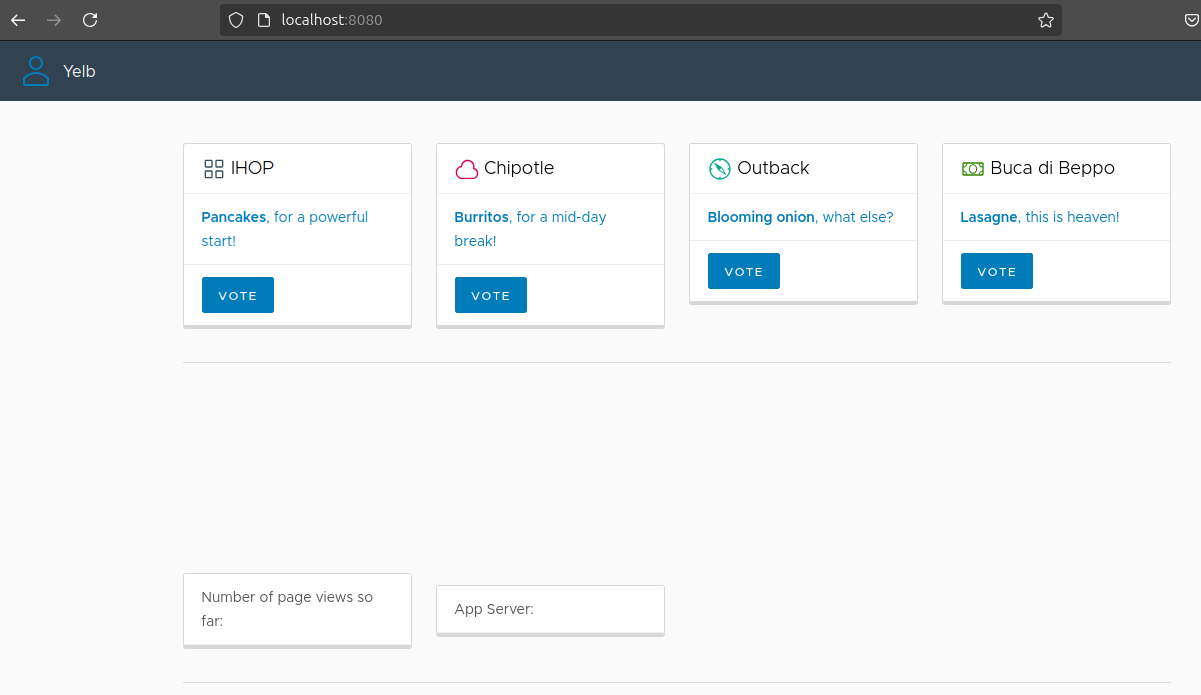 localhost:8080
Yelb
IHOP
Pancakes, for a powerful
start!
VOTE
Chipotle
Burritos, for a mid-day
break!
VOTE
Outback
Blooming onion, what else?
VOTE
Buca di Beppo
Lasagne, this is heaven!
VOTE
Number of page views so
far:
App Server: